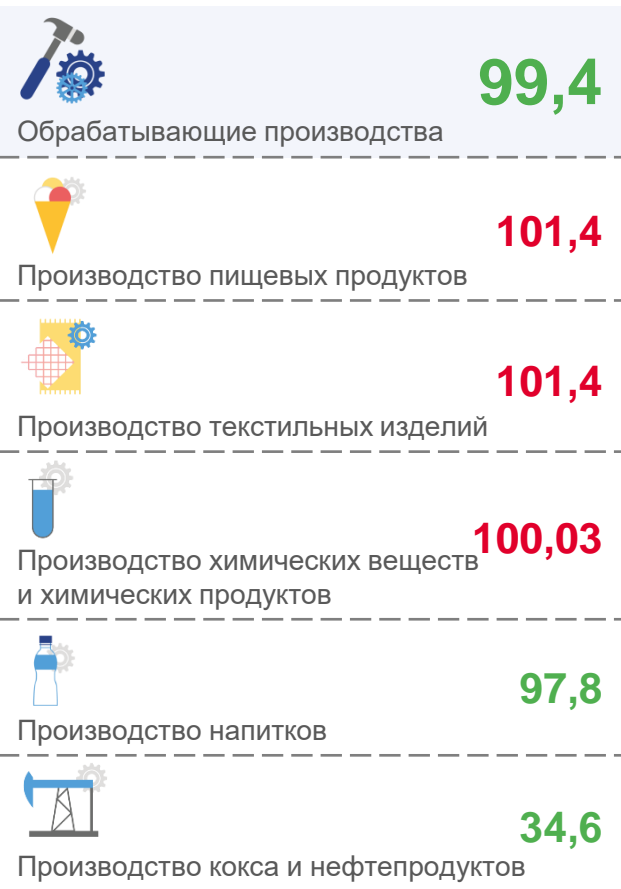 99,4
Обрабатывающие производства
101,4
Производство пищевых продуктов
101,4
Производство текстильных изделий
100,03
Производство химических веществ
и химических продуктов
97,8
Производство напитков
34,6
Производство кокса и нефтепродуктов